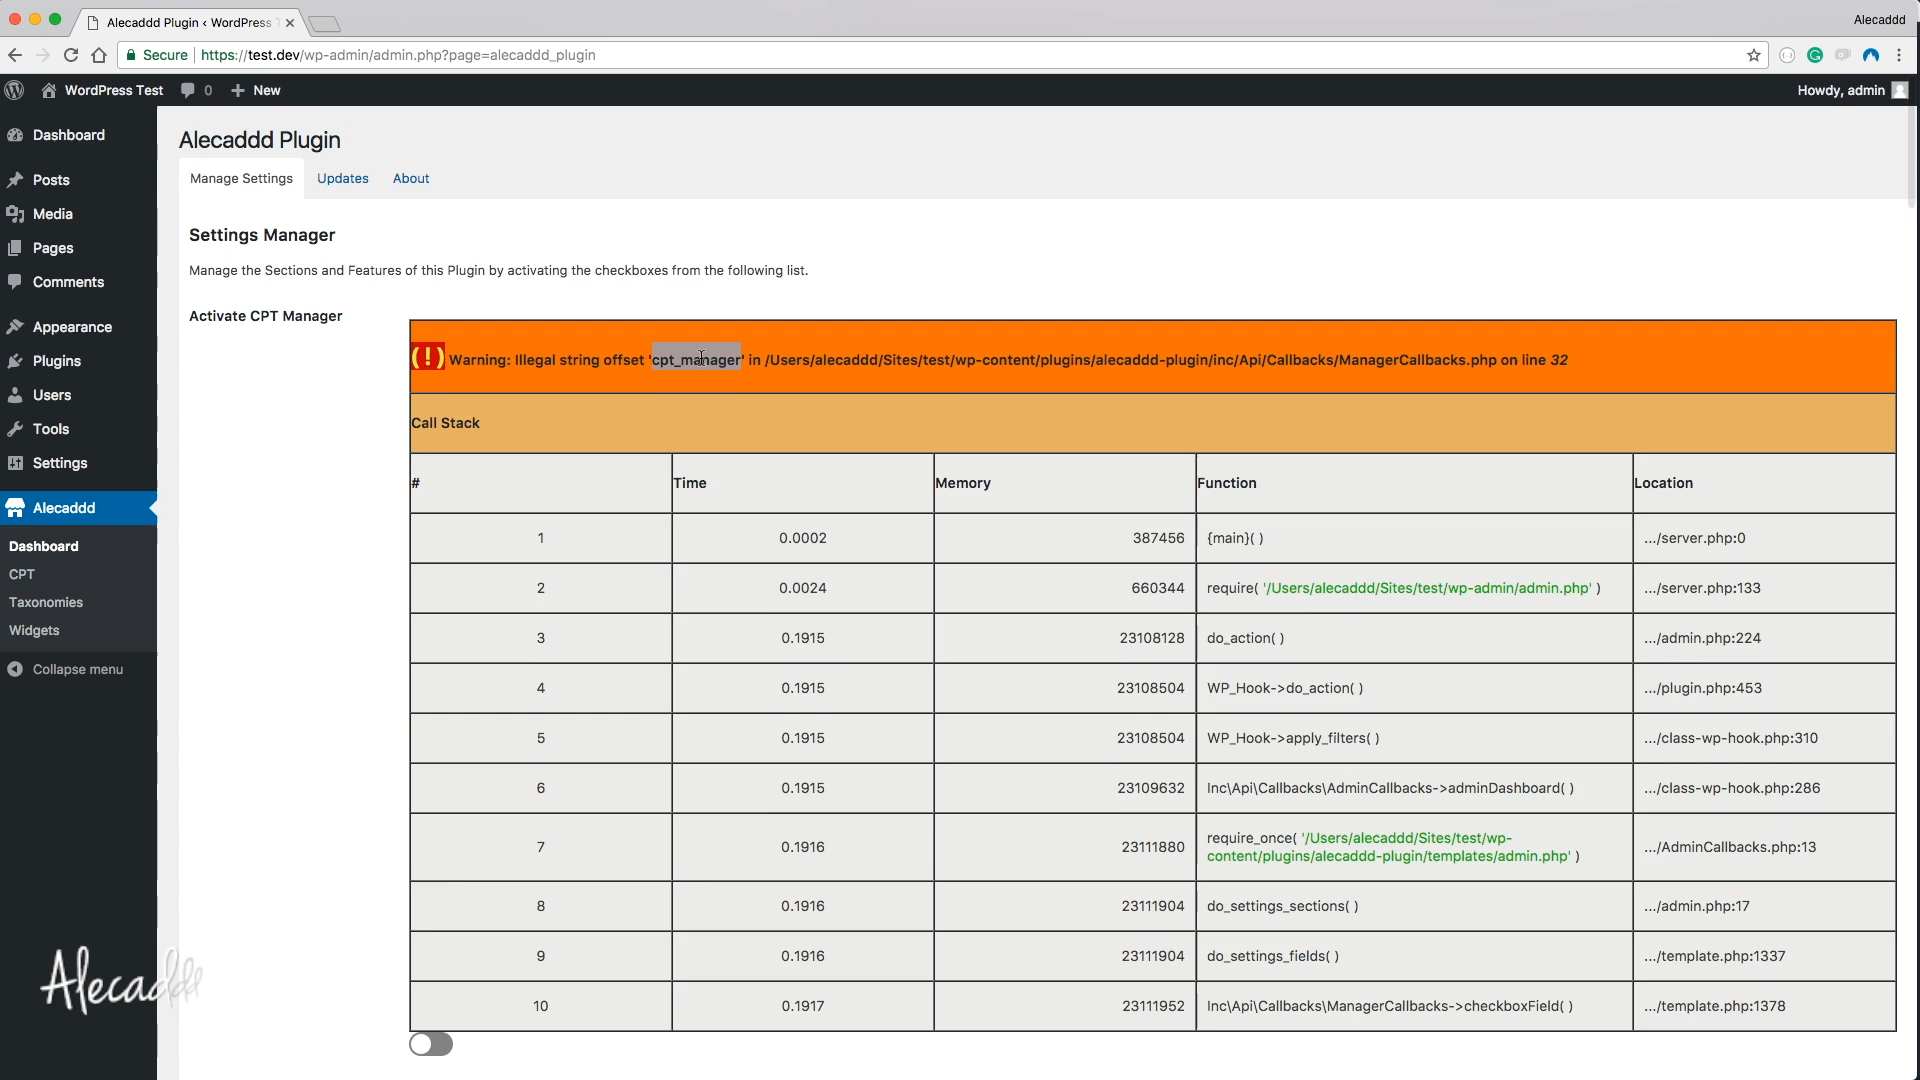 Alecaddd Plugin ‹ WordPress T
Alecaddd
Secure
https://test.dev/wp-admin/admin.php?page=alecaddd_plugin
WordPress Test
0
New
Howdy, admin
Dashboard
Posts
Media
Pages
Comments
Appearance
Plugins
Users
Tools
Settings
Alecaddd
Dashboard
CPT
Taxonomies
Widgets
Collapse menu
Alecaddd Plugin
Manage Settings
Updates
About
Settings Manager
Manage the Sections and Features of this Plugin by activating the checkboxes from the following list.
Activate CPT Manager
(!) Warning: Illegal string offset 'cpt_manager' in /Users/alecaddd/Sites/test/wp-content/plugins/alecaddd-plugin/inc/Api/Callbacks/ManagerCallbacks.php on line 32
Call Stack
# Time Memory Function Location
1 0.0002 387456 {main}( ) .../server.php:0
2 0.0024 660344 require( '/Users/alecaddd/Sites/test/wp-admin/admin.php' ) .../server.php:133
3 0.1915 23108128 do_action( ) .../admin.php:224
4 0.1915 23108504 WP_Hook->do_action( ) .../plugin.php:453
5 0.1915 23108504 WP_Hook->apply_filters( ) .../class-wp-hook.php:310
6 0.1915 23109632 Inc\Api\Callbacks\AdminCallbacks->adminDashboard( ) .../class-wp-hook.php:286
7 0.1916 23111880 require_once( '/Users/alecaddd/Sites/test/wp-
content/plugins/alecaddd-plugin/templates/admin.php' ) .../AdminCallbacks.php:13
8 0.1916 23111904 do_settings_sections( ) .../admin.php:17
9 0.1916 23111904 do_settings_fields( ) .../template.php:1337
10 0.1917 23111952 Inc\Api\Callbacks\ManagerCallbacks->checkboxField( ) .../template.php:1378
Alecaddd